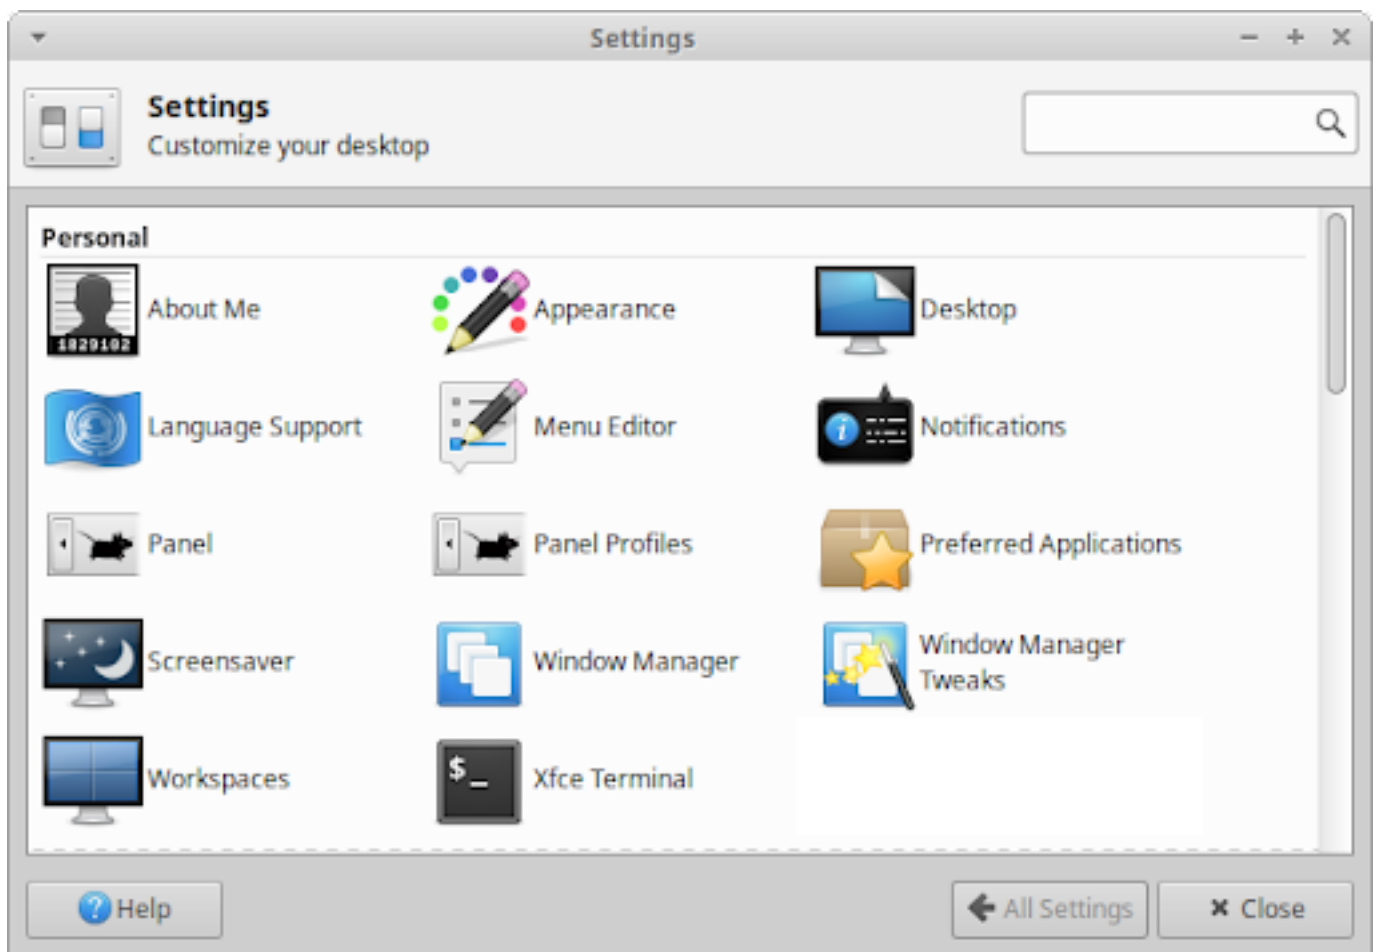 Settings
Settings
Customize your desktop
Personal
About Me
Appearance
Desktop
1829102
Language Support
Menu Editor
Notifications
Panel
Panel Profiles
Preferred Applications
Screensaver
Window Manager
Window Manager
Tweaks
Workspaces
$_
Xfce Terminal
Help
All Settings
Close